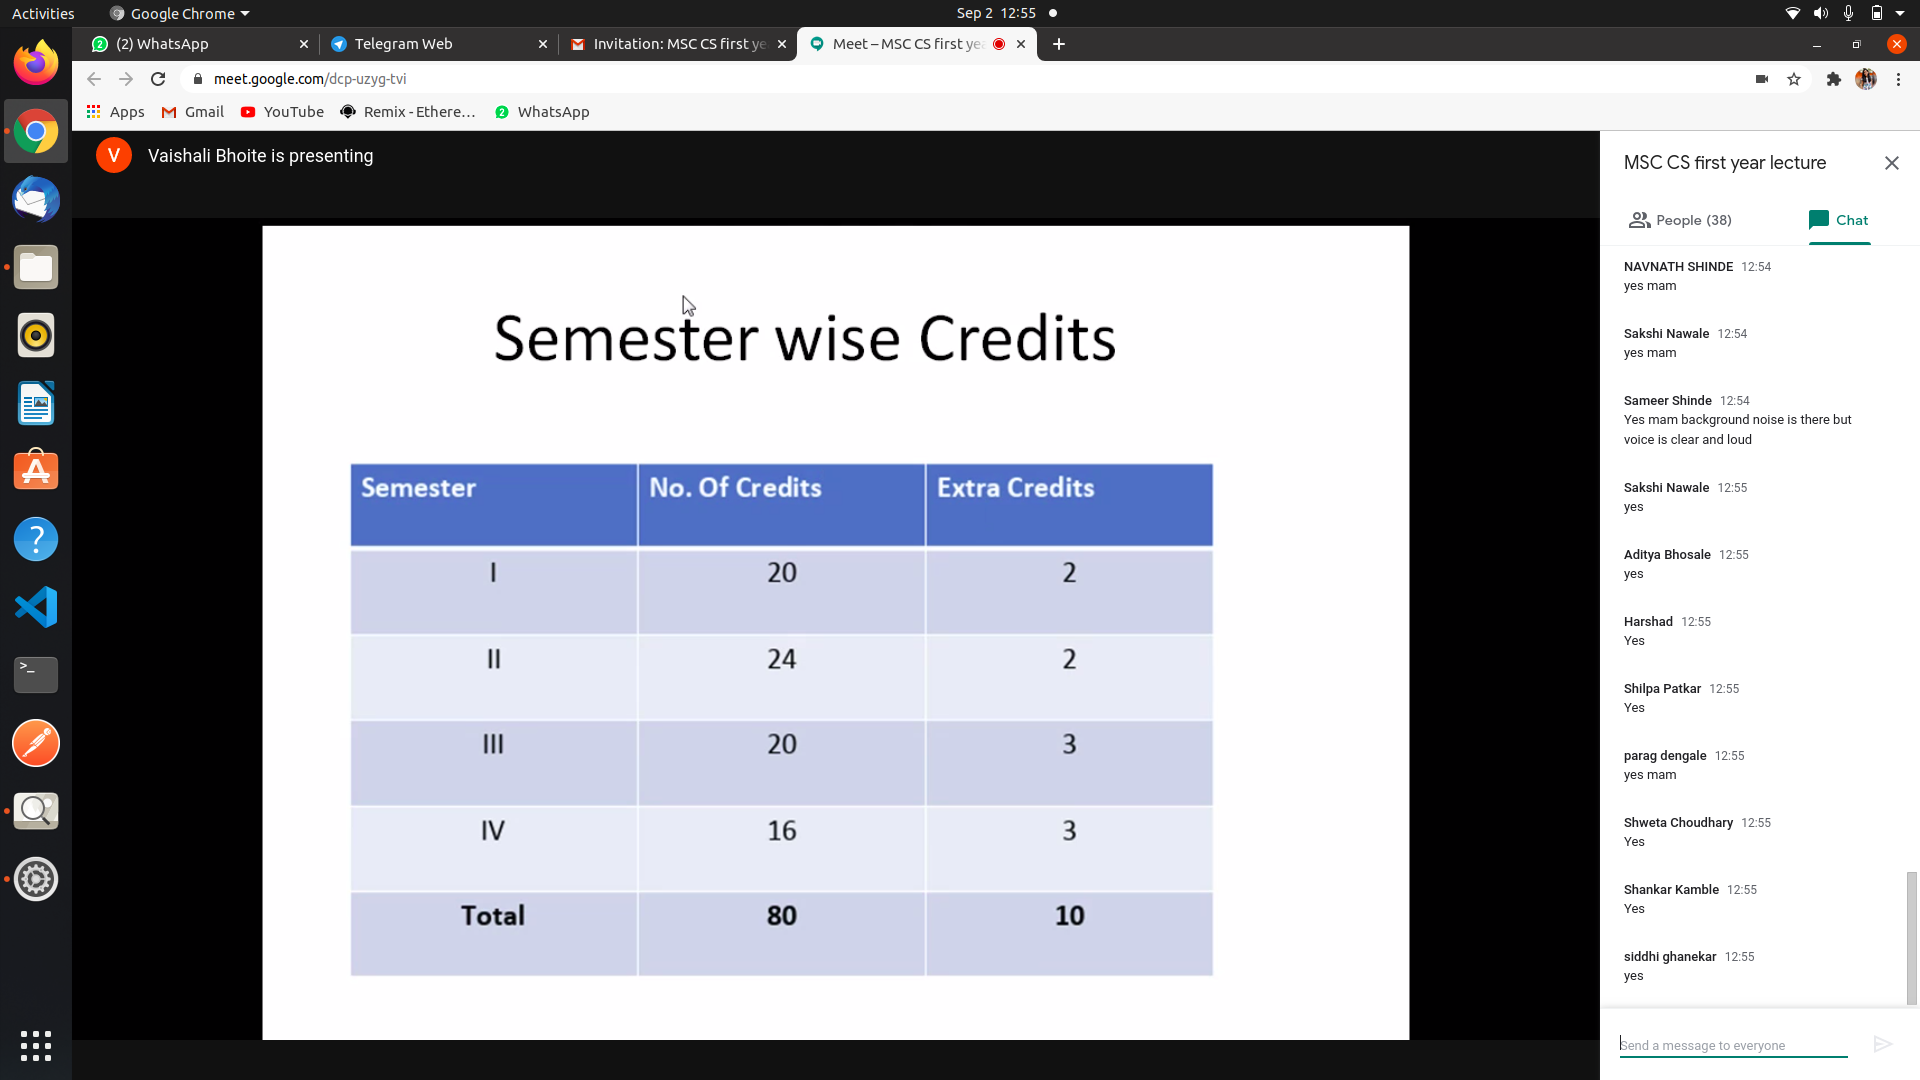 Activities
Google Chrome
Sep 2 12:55
(2) WhatsApp
Telegram Web
Invitation: MSC CS first ye
Meet – MSC CS first yea
meet.google.com/dcp-uzyg-tvi
Apps
Gmail
YouTube
Remix - Ethere...
WhatsApp
V
Vaishali Bhoite is presenting
Semester wise Credits
Semester No. Of Credits Extra Credits
I 20 2
II 24 2
III 20 3
IV 16 3
Total 80 10
MSC CS first year lecture
People (38)
Chat
NAVNATH SHINDE 12:54
yes mam
Sakshi Nawale 12:54
yes mam
Sameer Shinde 12:54
Yes mam background noise is there but
voice is clear and loud
Sakshi Nawale 12:55
yes
Aditya Bhosale 12:55
yes
Harshad 12:55
Yes
Shilpa Patkar 12:55
Yes
parag dengale 12:55
yes mam
Shweta Choudhary 12:55
Yes
Shankar Kamble 12:55
Yes
siddhi ghanekar 12:55
yes
Send a message to everyone